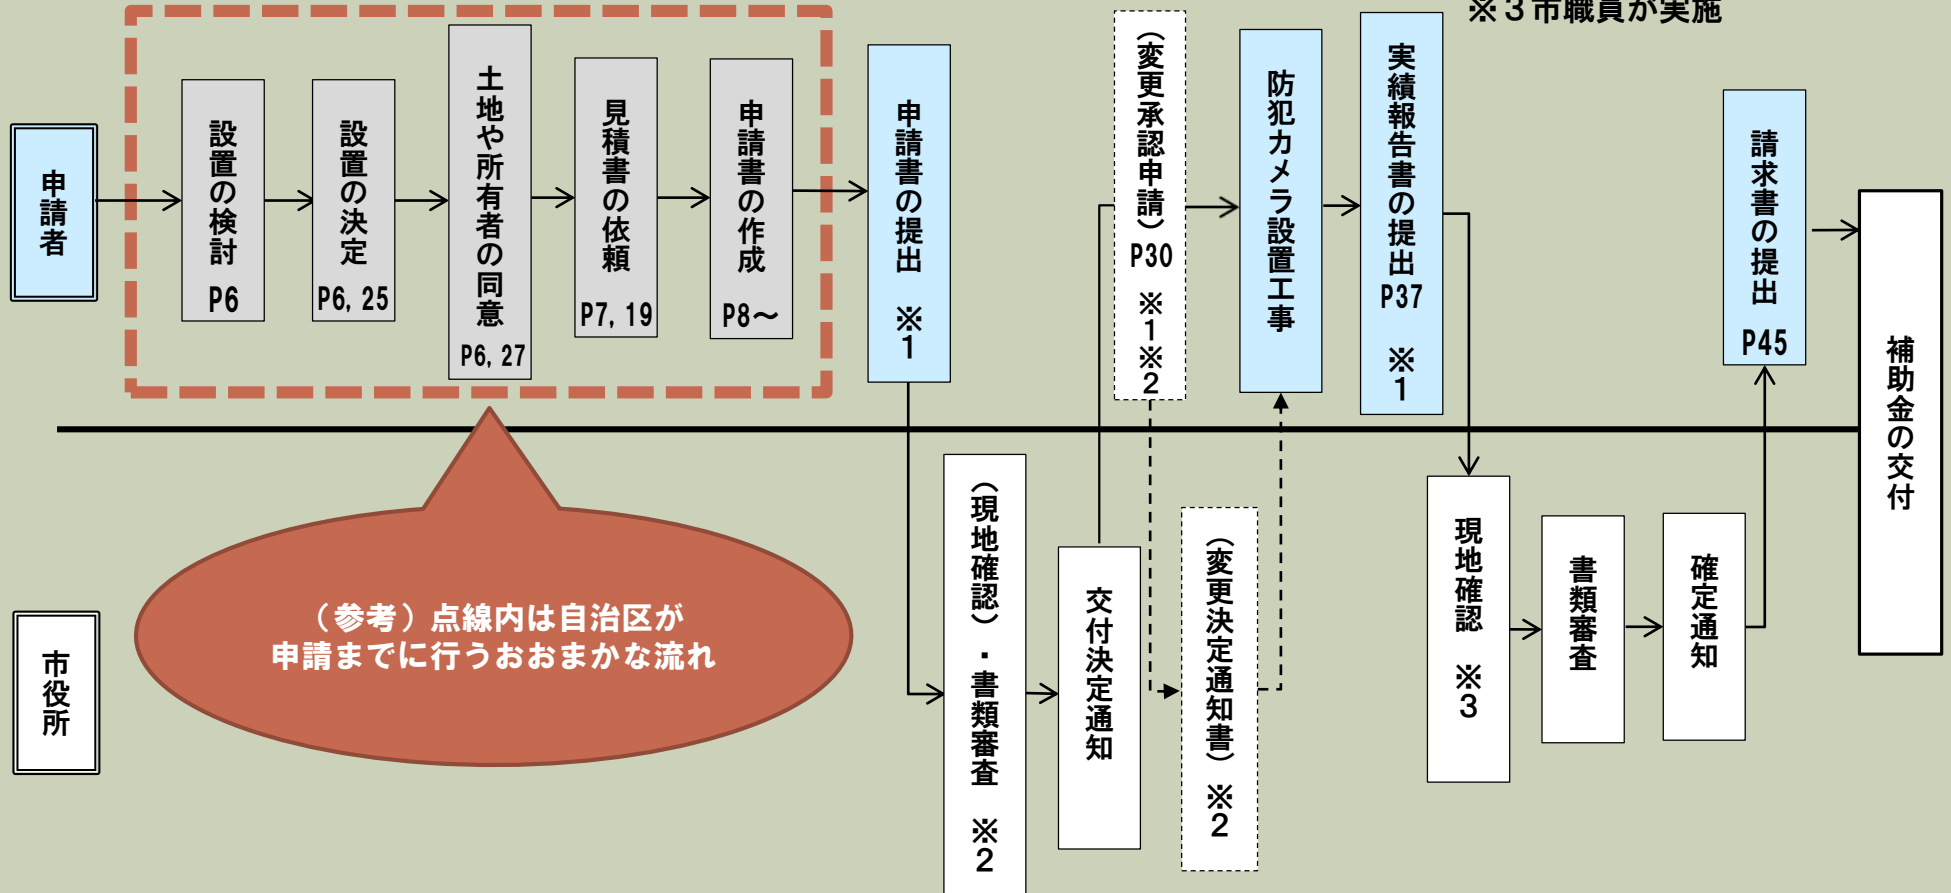 ※３市職員が実施
申請者
設置の検討
P6
設置の決定
P6, 25
土地や所有者の同意
P6, 27
見積書の依頼
P7, 19
申請書の作成
P8～
申請書の提出 ※1
（変更承認申請）
P30
※1※2
防犯カメラ設置工事
実績報告書の提出
P37
※1
請求書の提出
P45
補助金の交付
（参考）点線内は自治区が
申請までに行うおおまかな流れ
市役所
（現地確認）・書類審査 ※2
交付決定通知
（変更決定通知書） ※2
現地確認 ※3
書類審査
確定通知